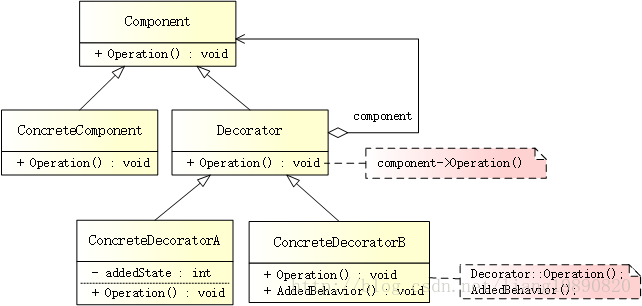 Component
+ Operation() : void
component
ConcreteComponent
+ Operation() : void
Decorator
+ Operation() : void
component->Operation()
ConcreteDecoratorA
- addedState : int
+ Operation() : void
ConcreteDecoratorB
+ Operation() : void
+ AddedBehavior() : void
Decorator::Operation();
AddedBehavior();